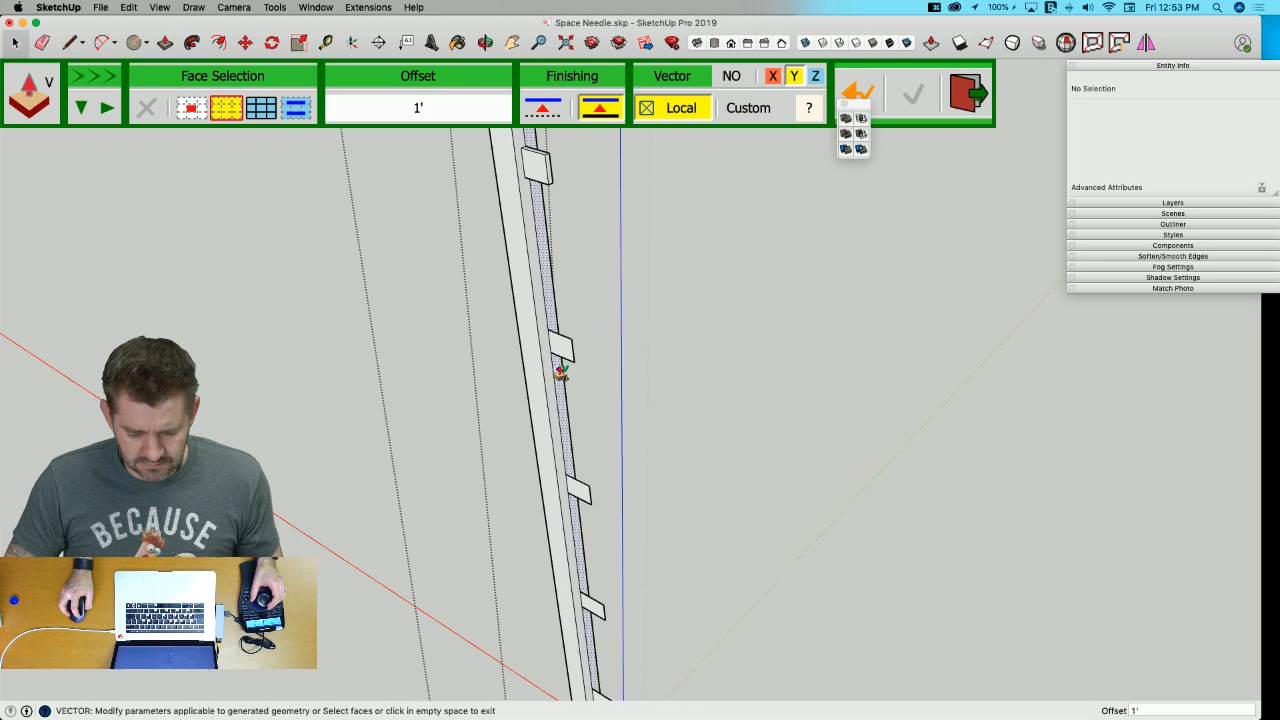 SketchUp File Edit View Draw Camera Tools Window Extensions Help
100% Fri 12:53 PM
Space Needle.skp - SketchUp Pro 2019
V >>> Face Selection Offset Finishing Vector NO X Y Z
1' Local Custom ?
Entity Info
No Selection
Advanced Attributes
Layers
Scenes
Outliner
Styles
Components
Soften/Smooth Edges
Fog Settings
Shadow Settings
Match Photo
BECAUSE
VECTOR: Modify parameters applicable to generated geometry or Select faces or click in empty space to exit
Offset 1'